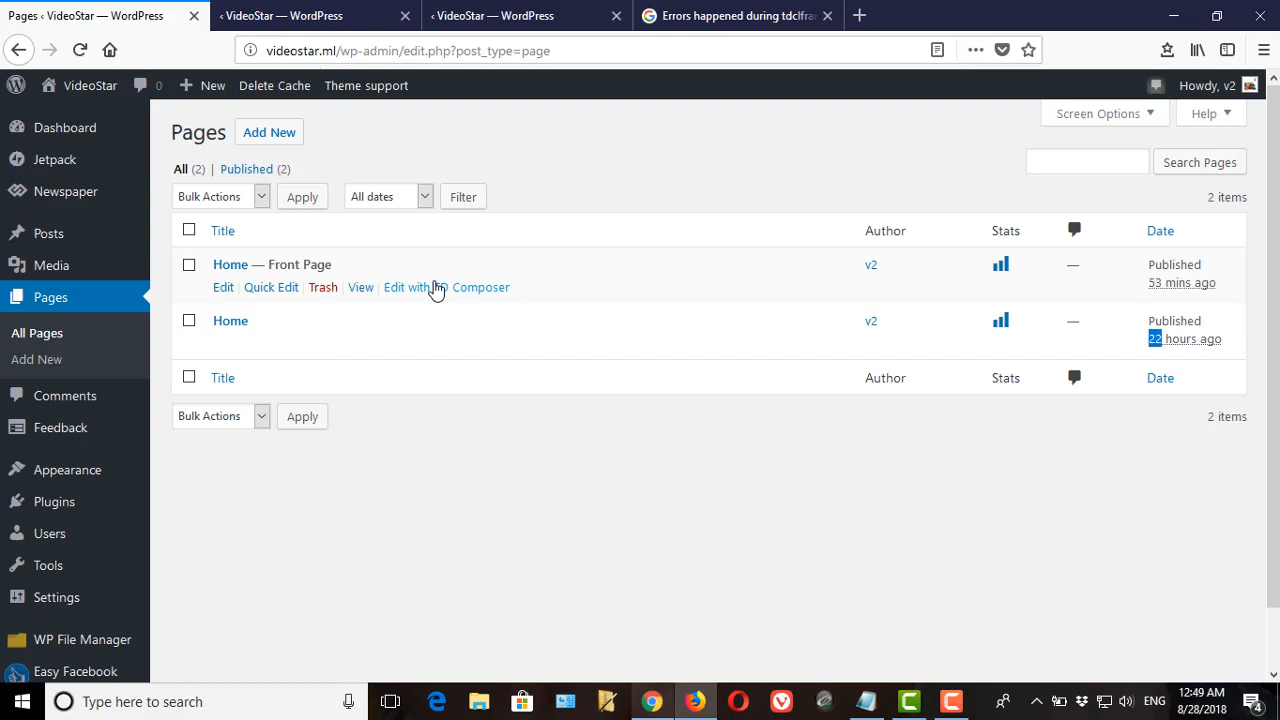 Pages ‹ VideoStar — WordPress
‹ VideoStar — WordPress
‹ VideoStar — WordPress
Errors happened during tdclfra
videostar.ml/wp-admin/edit.php?post_type=page
VideoStar
0
New
Delete Cache
Theme support
Howdy, v2
Dashboard
Jetpack
Newspaper
Posts
Media
Pages
All Pages
Add New
Comments
Feedback
Appearance
Plugins
Users
Tools
Settings
WP File Manager
Easy Facebook
Screen Options
Help
Pages
Add New
All (2) | Published (2)
Search Pages
Bulk Actions
Apply
All dates
Filter
2 items
Title
Author
Stats
Date
Home — Front Page
v2
—
Published
53 mins ago
Edit | Quick Edit | Trash | View | Edit with TD Composer
Home
v2
—
Published
22 hours ago
Title
Author
Stats
Date
Bulk Actions
Apply
2 items
Type here to search
ENG
12:49 AM
8/28/2018
4